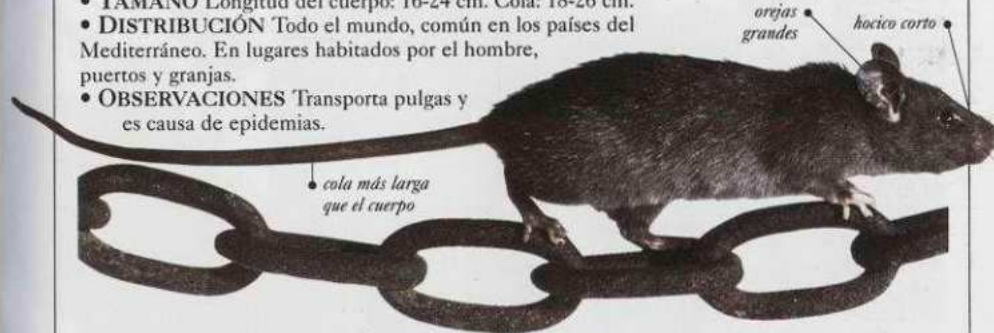 • TAMAÑO Longitud del cuerpo: 16-24 cm. Cola: 18-26 cm.
• DISTRIBUCIÓN Todo el mundo, común en los países del
Mediterráneo. En lugares habitados por el hombre,
puertos y granjas.
• OBSERVACIONES Transporta pulgas y
es causa de epidemias.
orejas
grandes
hocico corto
cola más larga
que el cuerpo